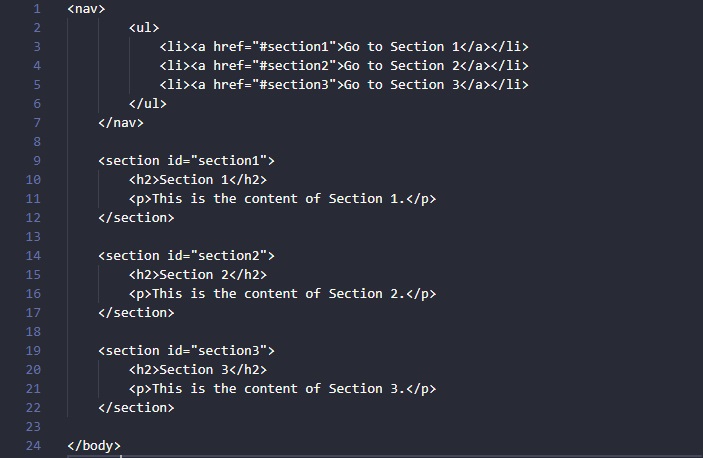 1 <nav>
2 <ul>
3 <li><a href="#section1">Go to Section 1</a></li>
4 <li><a href="#section2">Go to Section 2</a></li>
5 <li><a href="#section3">Go to Section 3</a></li>
6 </ul>
7 </nav>
8
9 <section id="section1">
10 <h2>Section 1</h2>
11 <p>This is the content of Section 1.</p>
12 </section>
13
14 <section id="section2">
15 <h2>Section 2</h2>
16 <p>This is the content of Section 2.</p>
17 </section>
18
19 <section id="section3">
20 <h2>Section 3</h2>
21 <p>This is the content of Section 3.</p>
22 </section>
23
24 </body>